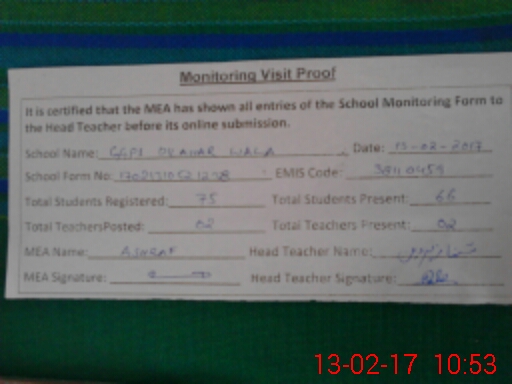 Monitoring Visit Proof
It is certified that the MEA has shown all entries of the School Monitoring Form to
the Head Teacher before its online submission.
School Name: WALA Date: 13-02-2017
School Form No: EMIS Code:
Total Students Registered: 75 Total Students Present: 66
Total TeachersPosted: 02 Total Teachers Present: 02
MEA Name: ASHRAF Head Teacher Name:
MEA Signature: Head Teacher Signature:
13-02-17 10:53